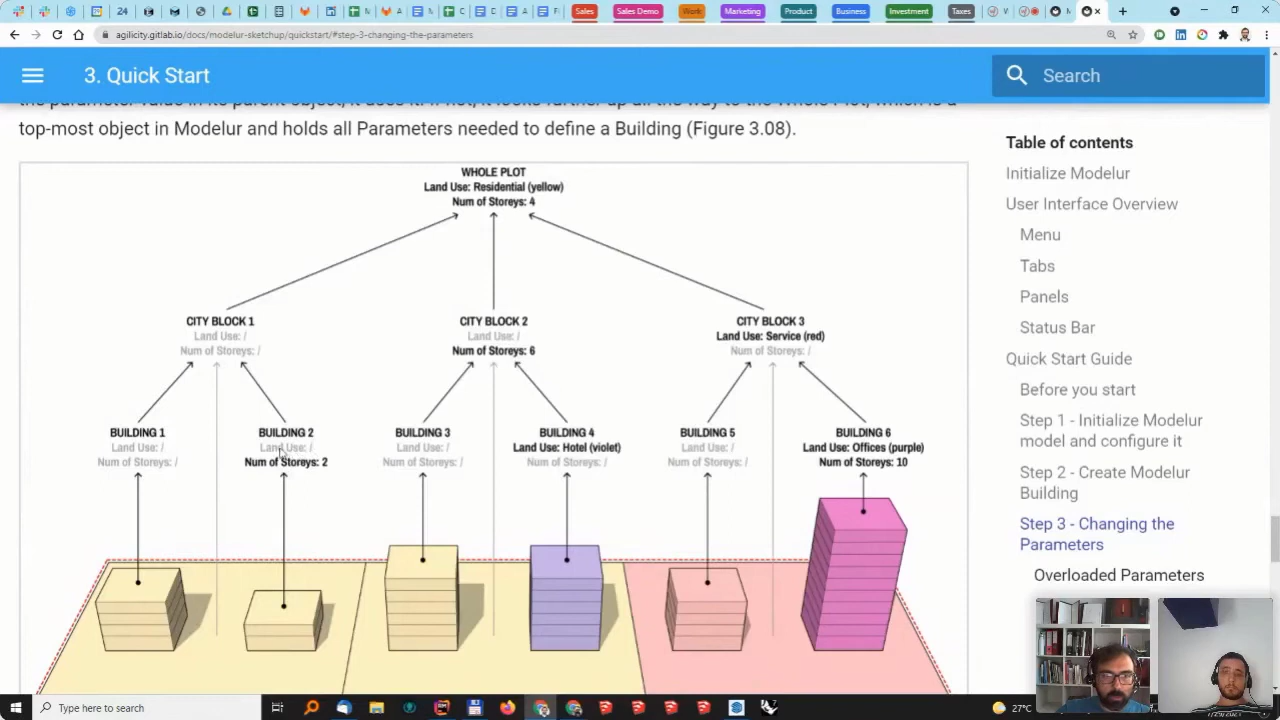 24
Sales
Sales Demo
Work
Marketing
Product
Business
Investment
Taxes
agilicity.gitlab.io/docs/modelur-sketchup/quickstart/#step-3-changing-the-parameters
3. Quick Start
Search
top-most object in Modelur and holds all Parameters needed to define a Building (Figure 3.08).
WHOLE PLOT
Land Use: Residential (yellow)
Num of Storeys: 4
CITY BLOCK 1
Land Use: /
Num of Storeys: /
CITY BLOCK 2
Land Use: /
Num of Storeys: 6
CITY BLOCK 3
Land Use: Service (red)
Num of Storeys: /
BUILDING 1
Land Use: /
Num of Storeys: /
BUILDING 2
Land Use: /
Num of Storeys: 2
BUILDING 3
Land Use: /
Num of Storeys: /
BUILDING 4
Land Use: Hotel (violet)
Num of Storeys: /
BUILDING 5
Land Use: /
Num of Storeys: /
BUILDING 6
Land Use: Offices (purple)
Num of Storeys: 10
Table of contents
Initialize Modelur
User Interface Overview
Menu
Tabs
Panels
Status Bar
Quick Start Guide
Before you start
Step 1 - Initialize Modelur
model and configure it
Step 2 - Create Modelur
Building
Step 3 - Changing the
Parameters
Overloaded Parameters
Type here to search
27°C